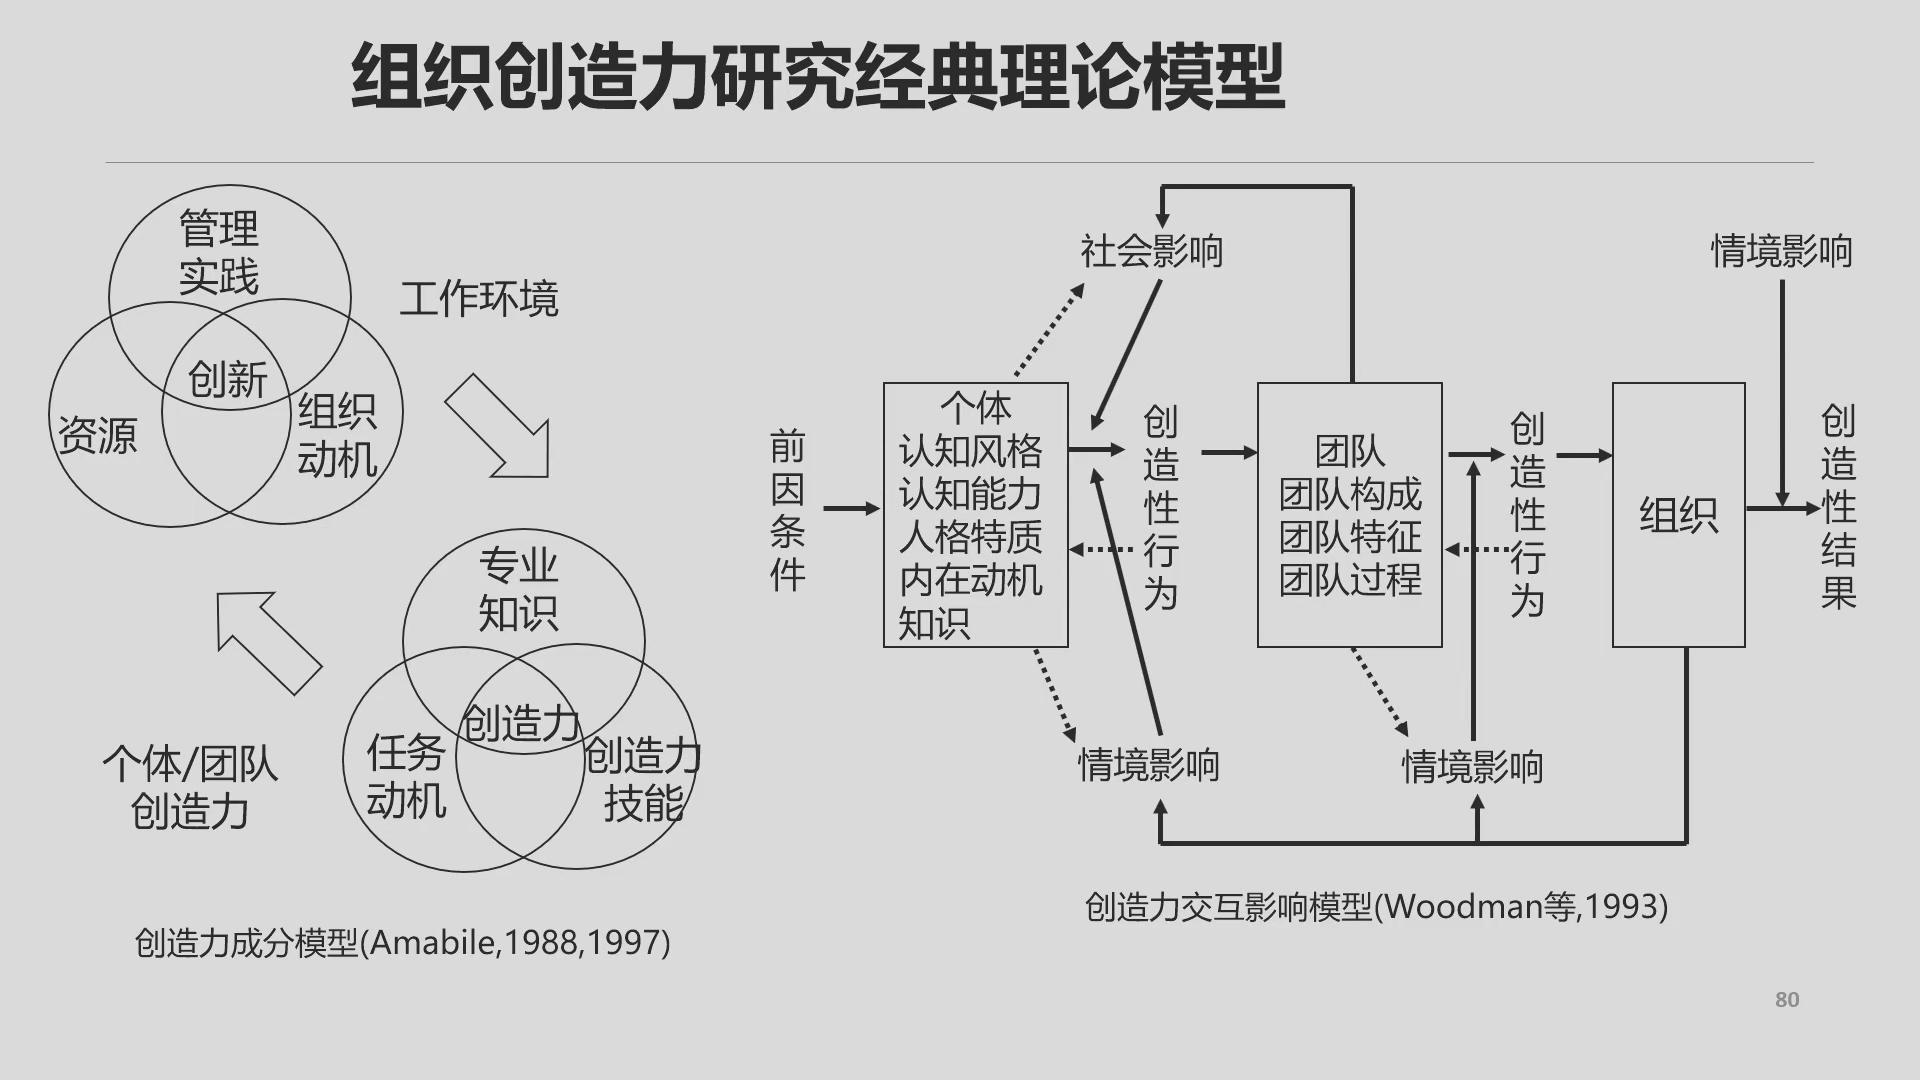 组织创造力研究经典理论模型
管理
实践
创新
资源
组织
动机
工作环境
专业
知识
创造力
任务
动机
创造力
技能
个体/团队
创造力
创造力成分模型(Amabile,1988,1997)
社会影响
情境影响
前因条件
个体
认知风格
认知能力
人格特质
内在动机
知识
创造性行为
团队
团队构成
团队特征
团队过程
创造性行为
组织
创造性结果
情境影响
情境影响
创造力交互影响模型(Woodman等,1993)
80